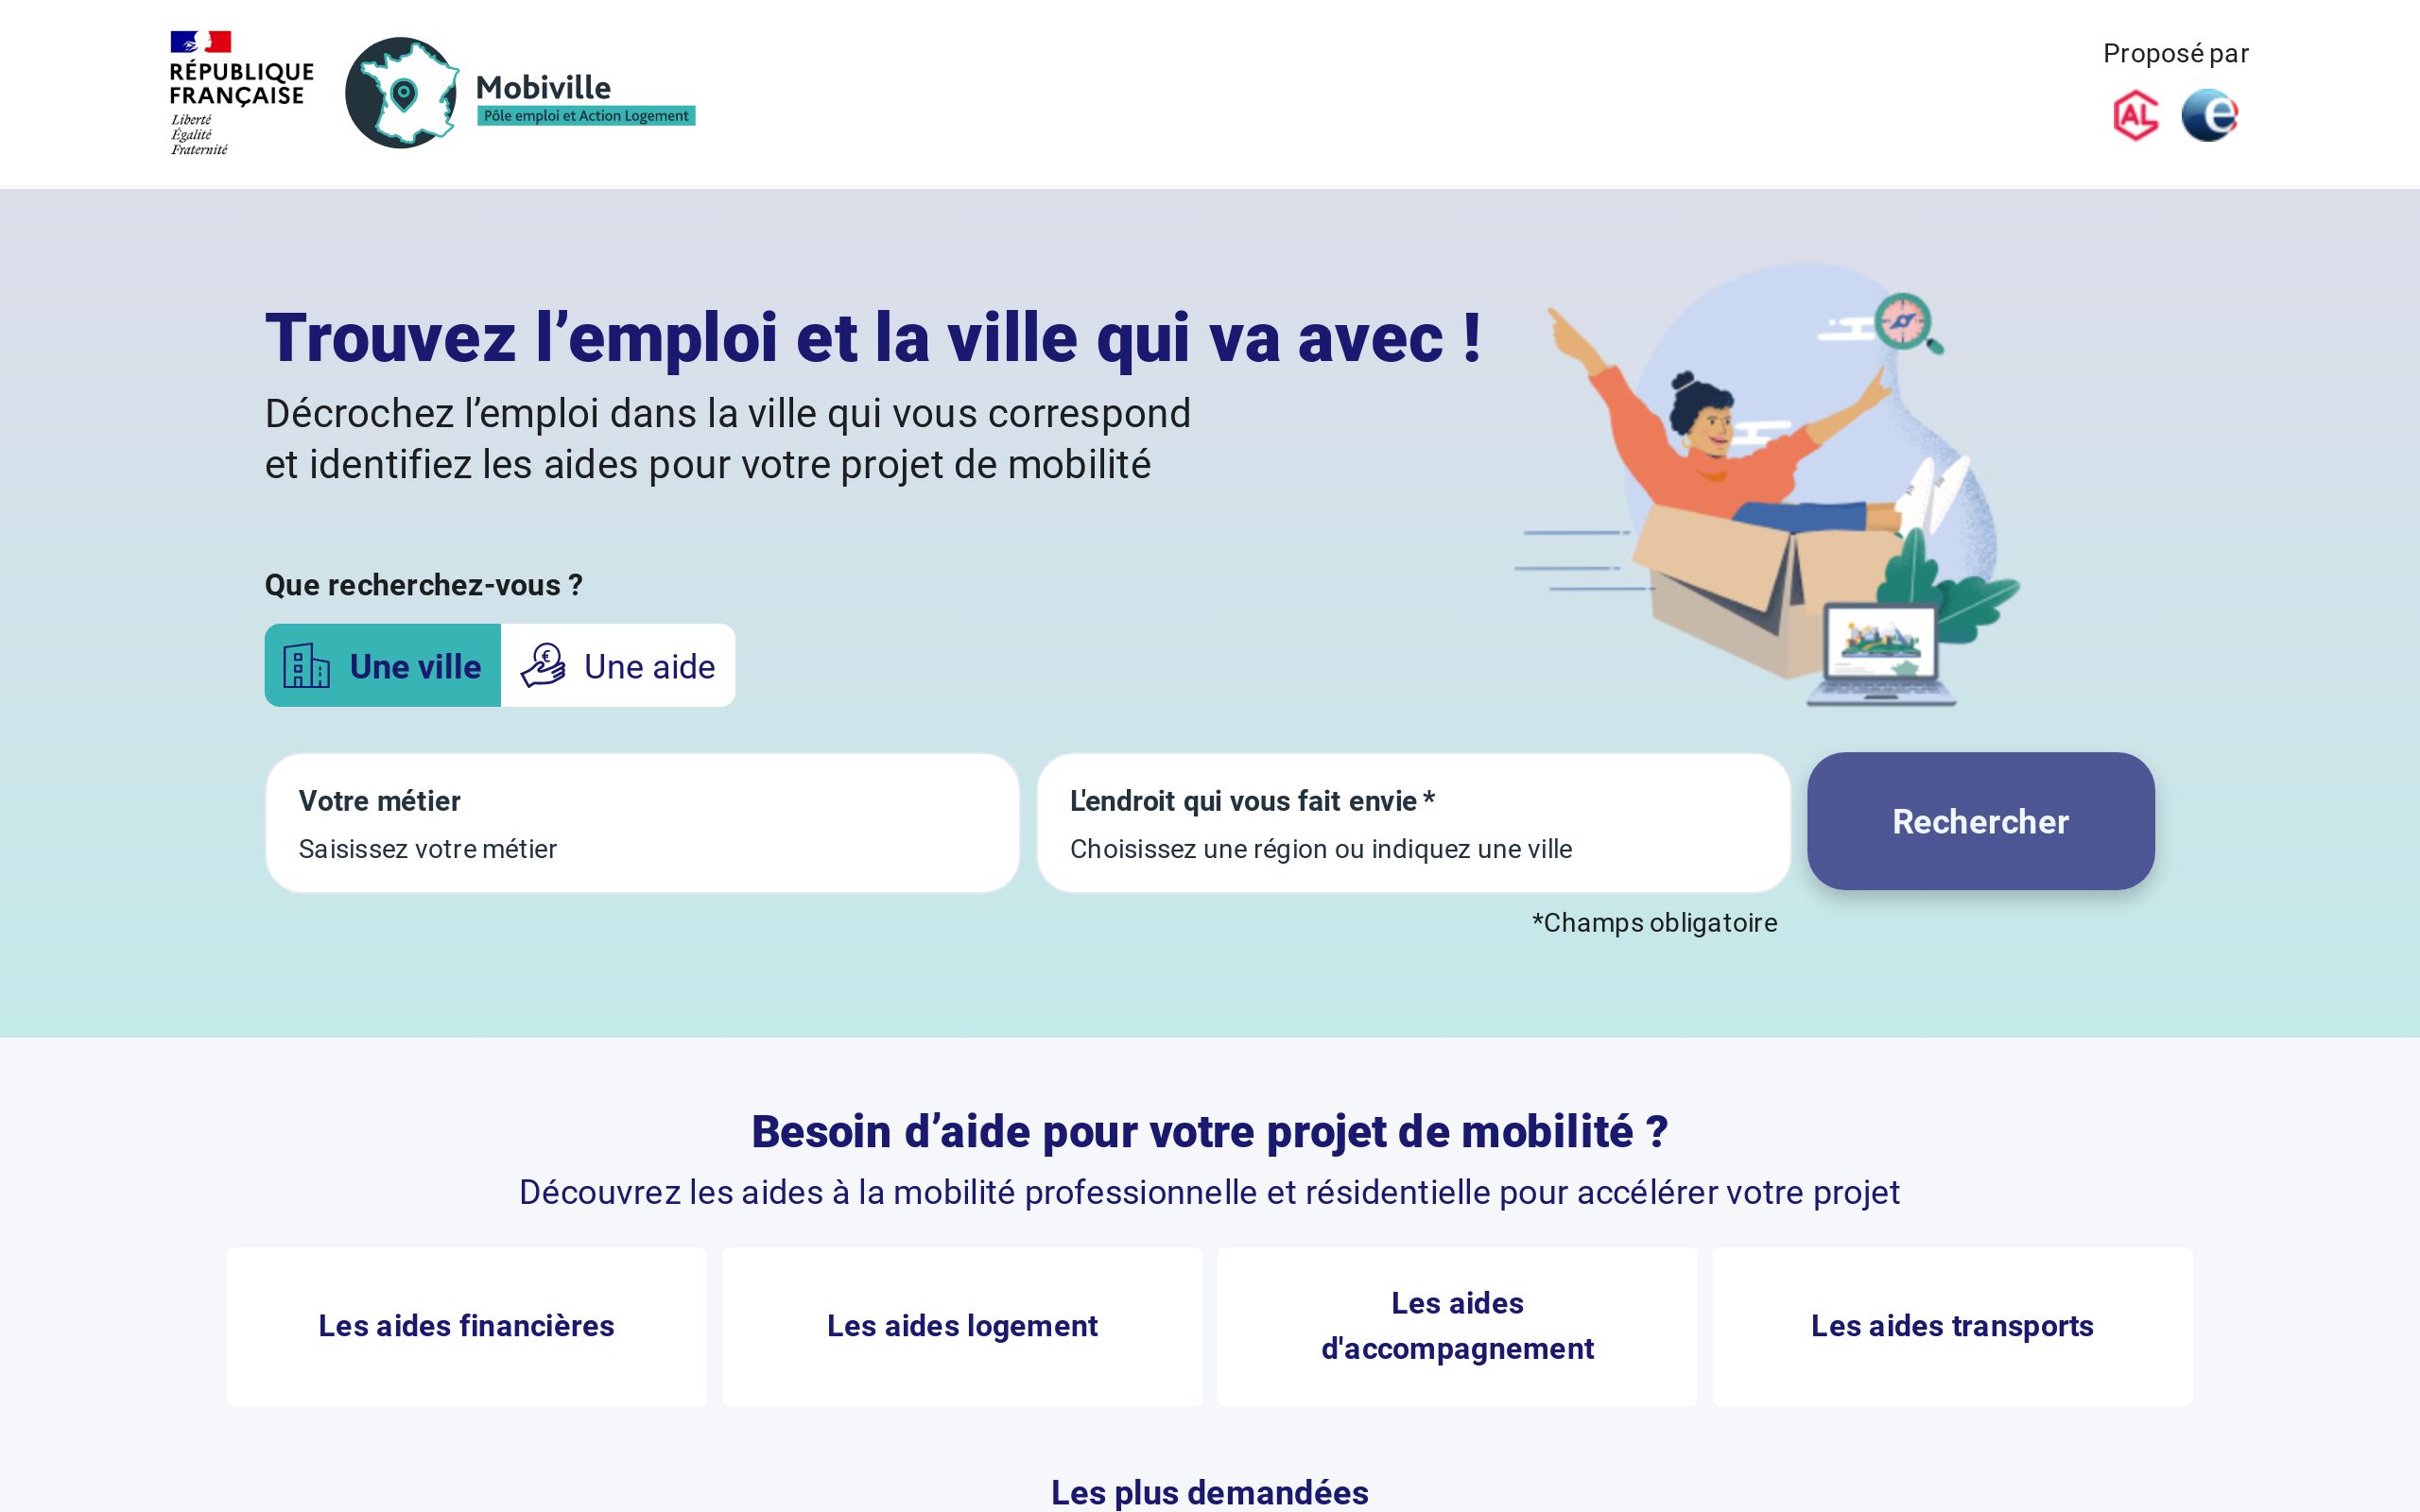 RÉPUBLIQUE
FRANÇAISE
Liberté
Égalité
Fraternité
Mobiville
Pôle emploi et Action Logement
Proposé par
AL
e
Trouvez l’emploi et la ville qui va avec !
Décrochez l’emploi dans la ville qui vous correspond
et identifiez les aides pour votre projet de mobilité
Que recherchez-vous ?
Une ville
€
Une aide
Votre métier
Saisissez votre métier
L'endroit qui vous fait envie *
Choisissez une région ou indiquez une ville
Rechercher
*Champs obligatoire
Besoin d’aide pour votre projet de mobilité ?
Découvrez les aides à la mobilité professionnelle et résidentielle pour accélérer votre projet
Les aides financières
Les aides logement
Les aides
d'accompagnement
Les aides transports
Les plus demandées